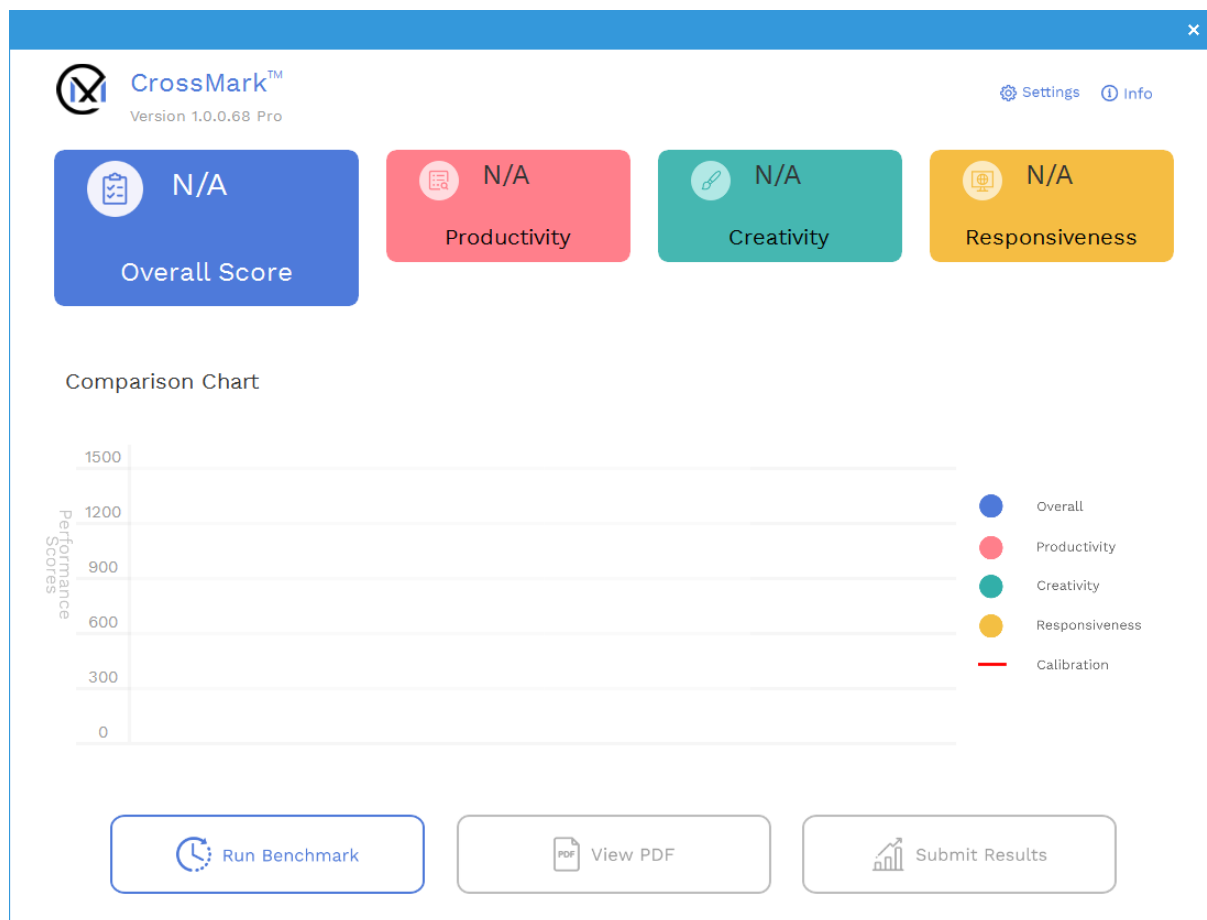 CrossMark™
Version 1.0.0.68 Pro
Settings
Info
N/A
Overall Score
N/A
Productivity
N/A
Creativity
N/A
Responsiveness
Comparison Chart
Performance
Scores
1500
1200
900
600
300
0
Overall
Productivity
Creativity
Responsiveness
Calibration
Run Benchmark
PDF
View PDF
Submit Results